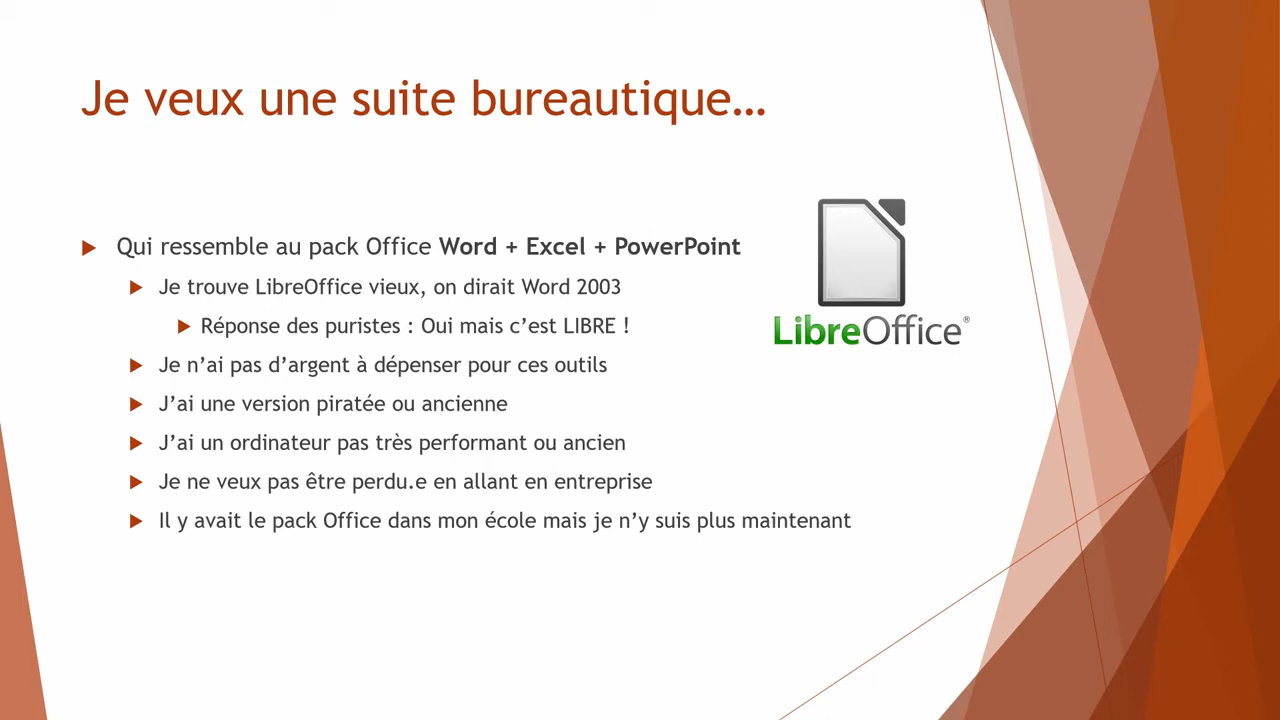 Je veux une suite bureautique…
Qui ressemble au pack Office Word + Excel + PowerPoint
Je trouve LibreOffice vieux, on dirait Word 2003
Réponse des puristes : Oui mais c’est LIBRE !
Je n’ai pas d’argent à dépenser pour ces outils
J’ai une version piratée ou ancienne
J’ai un ordinateur pas très performant ou ancien
Je ne veux pas être perdu.e en allant en entreprise
Il y avait le pack Office dans mon école mais je n’y suis plus maintenant
LibreOffice®